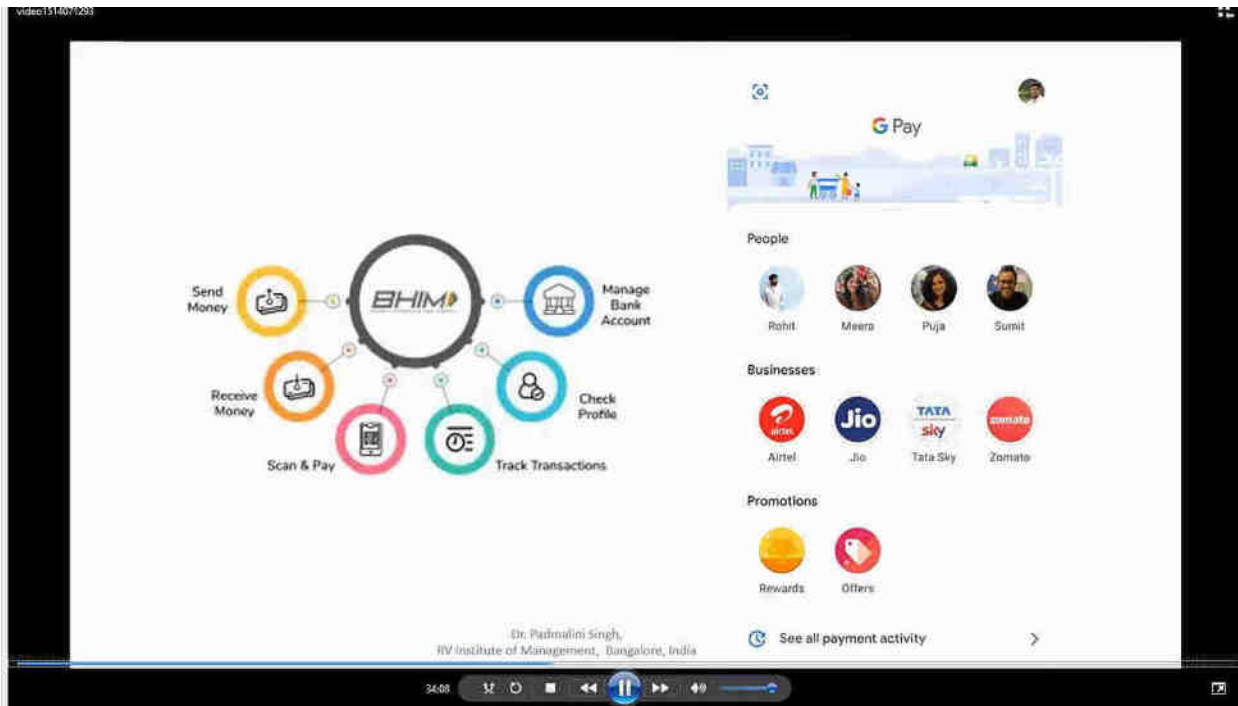 video1514071293
G Pay
People
Rohit
Meera
Puja
Sumit
Businesses
airtel
Jio
TATA
sky
zomato
Airtel
Jio
Tata Sky
Zomato
Promotions
Rewards
Offers
See all payment activity
BHIM
Send
Money
Receive
Money
Scan & Pay
Track Transactions
Check
Profile
Manage
Bank
Account
Dr. Padmalini Singh,
RV Institute of Management, Bangalore, India
34:08